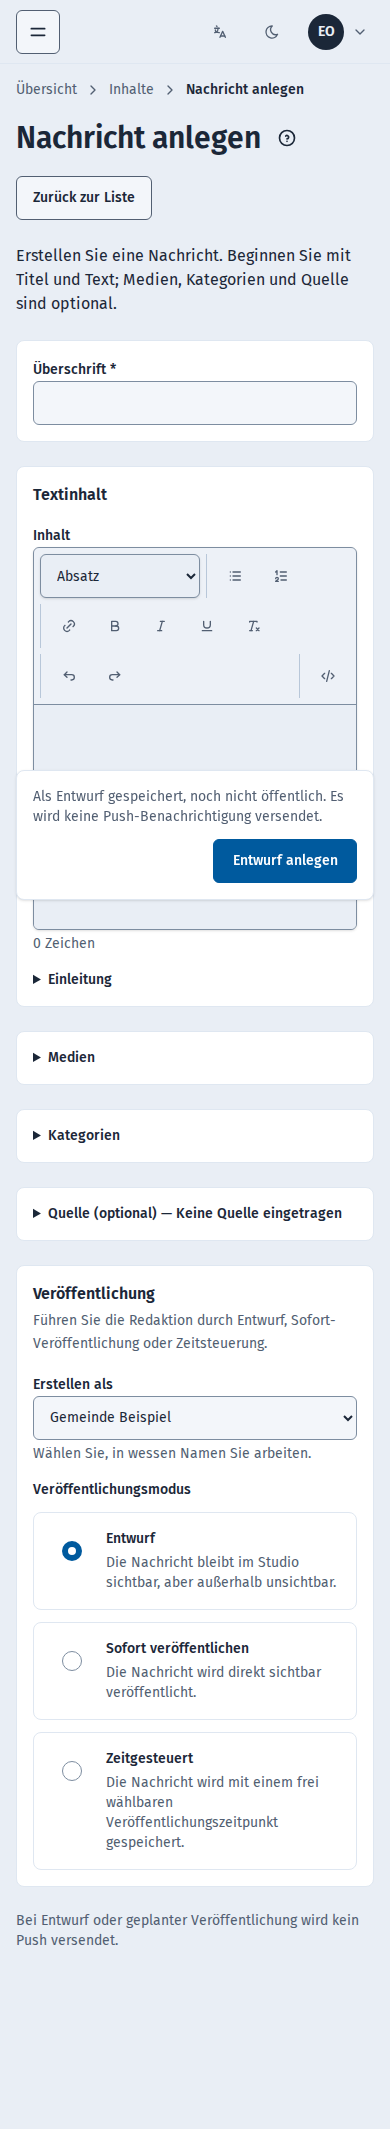 EO
Übersicht > Inhalte > Nachricht anlegen
Nachricht anlegen
Zurück zur Liste
Erstellen Sie eine Nachricht. Beginnen Sie mit
Titel und Text; Medien, Kategorien und Quelle
sind optional.
Überschrift *
Textinhalt
Inhalt
Absatz
Als Entwurf gespeichert, noch nicht öffentlich. Es
wird keine Push-Benachrichtigung versendet.
Entwurf anlegen
0 Zeichen
Einleitung
Medien
Kategorien
Quelle (optional) — Keine Quelle eingetragen
Veröffentlichung
Führen Sie die Redaktion durch Entwurf, Sofort-
Veröffentlichung oder Zeitsteuerung.
Erstellen als
Gemeinde Beispiel
Wählen Sie, in wessen Namen Sie arbeiten.
Veröffentlichungsmodus
Entwurf
Die Nachricht bleibt im Studio
sichtbar, aber außerhalb unsichtbar.
Sofort veröffentlichen
Die Nachricht wird direkt sichtbar
veröffentlicht.
Zeitgesteuert
Die Nachricht wird mit einem frei
wählbaren
Veröffentlichungszeitpunkt
gespeichert.
Bei Entwurf oder geplanter Veröffentlichung wird kein
Push versendet.